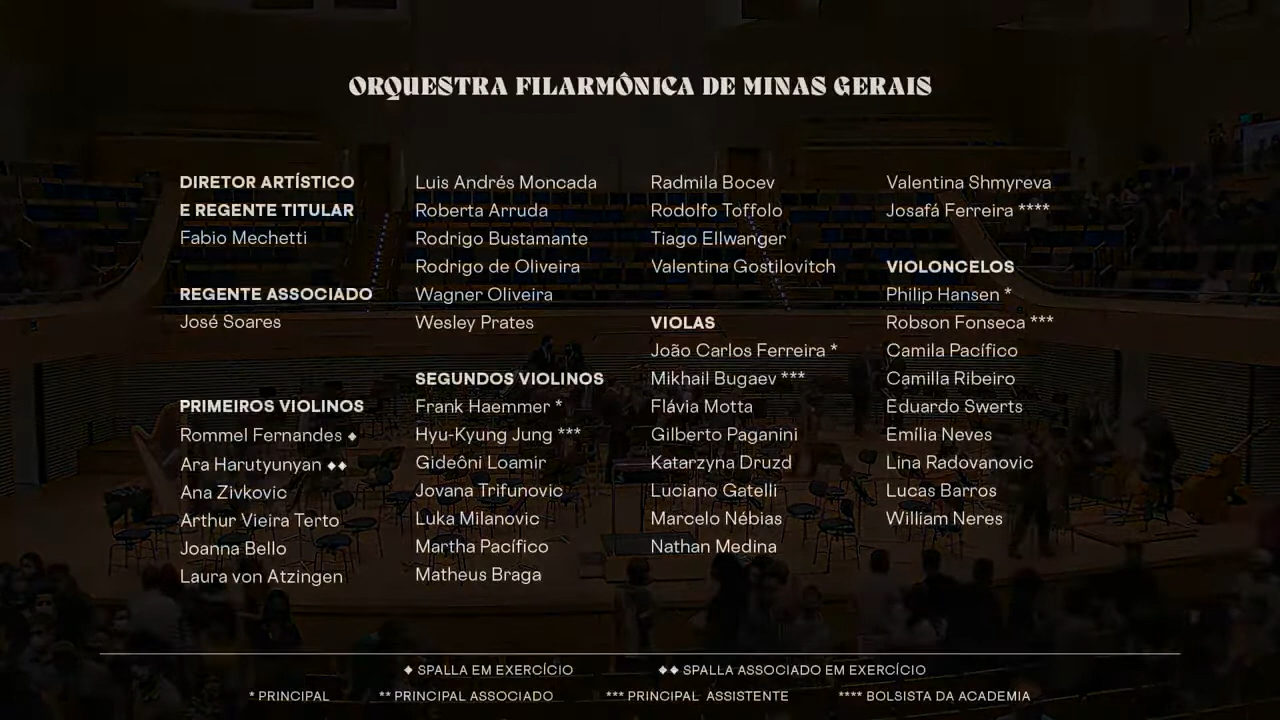 ORQUESTRA FILARMÔNICA DE MINAS GERAIS
DIRETOR ARTÍSTICO
E REGENTE TITULAR
Fabio Mechetti
REGENTE ASSOCIADO
José Soares
PRIMEIROS VIOLINOS
Rommel Fernandes ◆
Ara Harutyunyan ◆◆
Ana Zivkovic
Arthur Vieira Terto
Joanna Bello
Laura von Atzingen
Luis Andrés Moncada
Roberta Arruda
Rodrigo Bustamante
Rodrigo de Oliveira
Wagner Oliveira
Wesley Prates
SEGUNDOS VIOLINOS
Frank Haemmer *
Hyu-Kyung Jung ***
Gideôni Loamir
Jovana Trifunovic
Luka Milanovic
Martha Pacífico
Matheus Braga
Radmila Bocev
Rodolfo Toffolo
Tiago Ellwanger
Valentina Gostilovitch
VIOLAS
João Carlos Ferreira *
Mikhail Bugaev ***
Flávia Motta
Gilberto Paganini
Katarzyna Druzd
Luciano Gatelli
Marcelo Nébias
Nathan Medina
Valentina Shmyreva
Josafá Ferreira ****
VIOLONCELOS
Philip Hansen *
Robson Fonseca ***
Camila Pacífico
Camilla Ribeiro
Eduardo Swerts
Emília Neves
Lina Radovanovic
Lucas Barros
William Neres
◆ SPALLA EM EXERCÍCIO ◆◆ SPALLA ASSOCIADO EM EXERCÍCIO
* PRINCIPAL ** PRINCIPAL ASSOCIADO *** PRINCIPAL ASSISTENTE **** BOLSISTA DA ACADEMIA